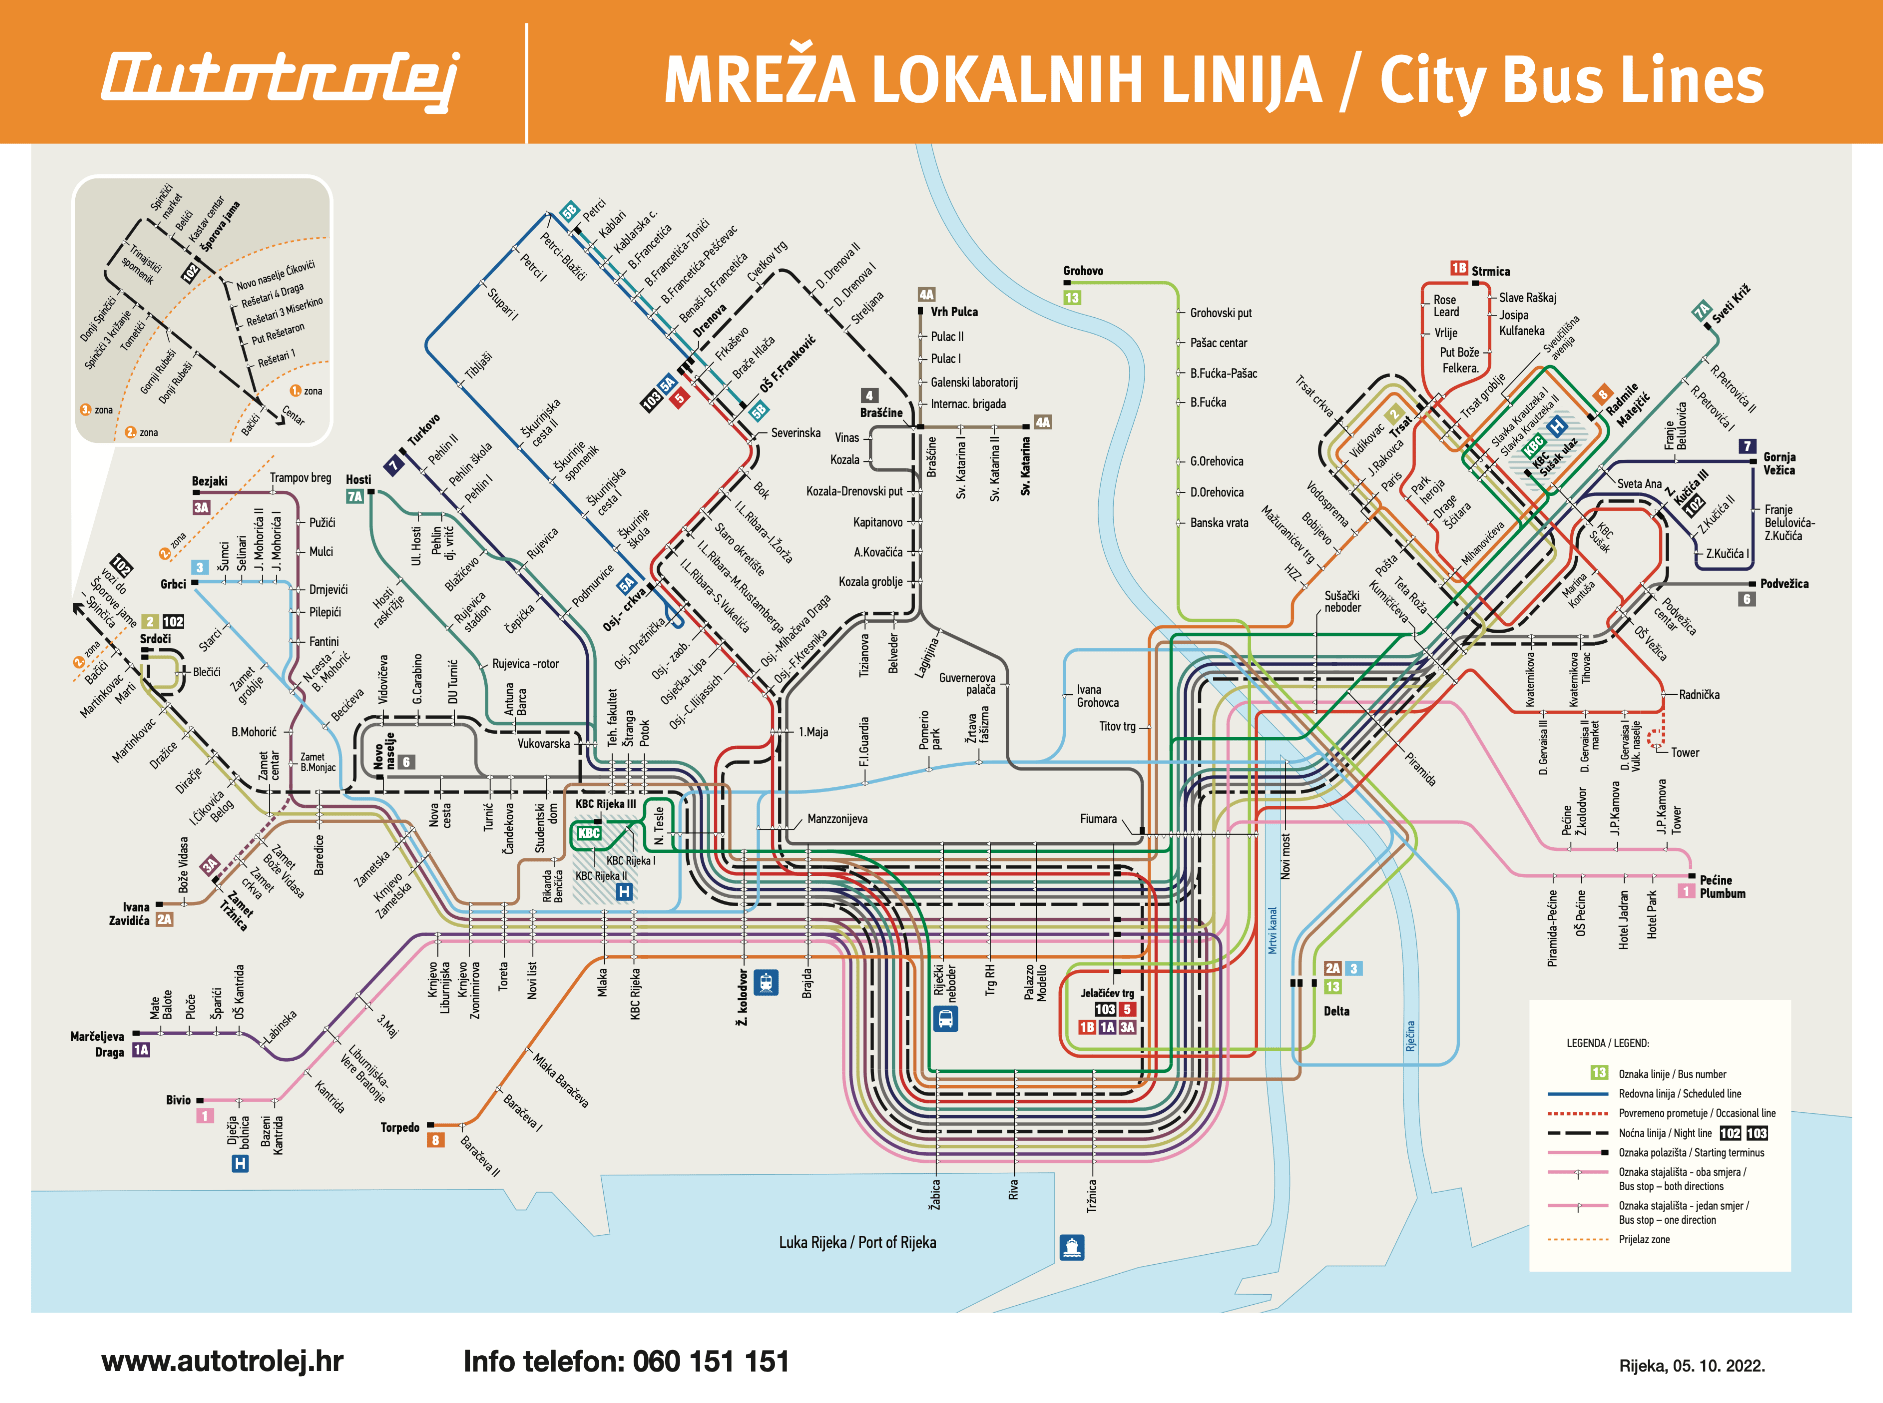 Autotrolej
MREŽA LOKALNIH LINIJA / City Bus Lines
Spinčići
market
Belići
Kastav centar
Šporova jama
102
Trinajstići
spomenik
Donji Spinčići
Spinčići 3 križanje
Tometići
Gornji Rubeši
Donji Rubeši
Novo naselje Čikovići
Rešetari 4 Draga
Rešetari 3 Miserkino
Put Rešetaron
Rešetari 1
Bačići
Centar
1. zona
2. zona
3. zona
Bezjaki
3A
Trampov breg
Pužići
Mulci
Drnjevići
Pilepići
Fantini
N.cesta-
B. Mohorić
B.Mohorić
Zamet
B.Monjac
2. zona
3
Grbci
Šumci
Selinari
J. Mohorića II
J. Mohorića I
Starci
Zamet
groblje
Bećićeva
102
vozi do
Šporove jame
Spinčića
2. zona
Bačići
Martinkovac
Marti
2 102
Srdoči
Blečići
Martinkovac
Dražice
Diračje
I.Čikovića
Belog
Zamet
centar
Baredice
Bože Vidasa
3A
Zamet
Tržnica
Zamet
crkva
Zamet
Bože Vidasa
Ivana
Zavidića
2A
Zametska
Krnjevo
Zametska
Hosti
7A
7
Turkovo
Pehlin II
Pehlin škola
Pehlin I
Ul. Hosti
Pehlin
dj. vrtić
Blažićevo
Rujevica
Čepićka
Podmurvice
Hosti
raskrižje
Rujevica
stadion
Rujevica -rotor
Vidovićeva
G.Carabino
DU Turnić
Antuna
Barca
Vukovarska
Novo
naselje
6
Nova
cesta
Turnić
Čandekova
Studentski
dom
Rikarda
Benčića
Teh. fakultet
Štranga
Potok
KBC Rijeka III
KBC
KBC Rijeka I
KBC Rijeka II
H
N. Tesle
5B
Petrci
Kablari
Kablarska c.
B.Francetića
B.Francetića-Tonići
B.Francetića-Pešćevac
Benaši-B.Francetića
Drenova
Petrci-Blažići
Petrci I
Stupari I
Tibljaši
Škurinjska
cesta II
Škurinje
spomenik
Škurinjska
cesta I
Škurinje
škola
5A
Osj.- crkva
103 5A
5
Frkaševo
Braće Hlača
OŠ F.Franković
5B
Cvetkov trg
D. Drenova II
D. Drenova I
Streljana
Severinska
Bok
I.L.Ribara-I.Žorža
Staro okretište
I.L.Ribara-M.Rustamberga
I.L.Ribara-S.Vukelića
Osj.-Drežnička
Osj.- zaob.
Osječka-Lipa
Osj.-C.Ilijassich
Osj.-Mihačeva Draga
Osj.-F.Kresnika
4A
Vrh Pulca
Pulac II
Pulac I
Galenski laboratorij
Internac. brigada
4
Brašćine
Vinas
Kozala
Brašćine
Sv. Katarina I
Sv. Katarina II
Sv. Katarina
4A
Kozala-Drenovski put
Kapitanovo
A.Kovačića
Kozala groblje
Tizianova
Belveder
Laginjina
Guvernerova
palača
1.Maja
F.I.Guardia
Pomerio
park
Žrtava
fašizma
Ivana
Grohovca
Titov trg
Manzzonijeva
Fiumara
Grohovo
13
Grohovski put
Pašac centar
B.Fućka-Pašac
B.Fućka
G.Orehovica
D.Orehovica
Banska vrata
1B Strmica
Rose
Leard
Vrlije
Slave Raškaj
Josipa
Kulfaneka
Put Bože
Felkera.
Sveučilišna
avenija
Trsat groblje
Trsat crkva
2
Trsat
Vidikovac
J.Rakovca
Paris
Park
heroja
Drage
Šćitara
Vodosprema
Bobijevo
Mažuranićev trg
HZZ
Pošta
Teta Roža
Kumičićeva
Mihanovićeva
Sušački
neboder
Slavka Krautzeka I
Slavka Krautzeka II
KBC H
KBC
Sušak ulaz
8
Radmile
Matejčić
7A
Sveti Križ
R.Petrovića II
R.Petrovića I
Franje
Belulovića
7
Gornja
Vežica
Sveta Ana
Z.
Kučića III
102
Z.Kučića II
Z.Kučića I
Franje
Belulovića-
Z.Kučića
KBC
Sušak
Martina
Kontuša
Podvežica
6
Podvežica
centar
OŠ Vežica
Kvaternikova
Kvaternikova
Tihovac
D. Gervaisa III
D. Gervaisa II
market
D. Gervaisa I
Vulk. naselje
Radnička
Tower
Piramida
Pećine
Ž.kolodvor
J.P.Kamova
J.P.Kamova
Tower
Pećine
Plumbum
1
Piramida-Pećine
OŠ Pećine
Hotel Jadran
Hotel Park
Novi most
Mrtvi kanal
Rječina
2A 3
13
Delta
Krnjevo
Liburnijska
Krnjevo
Zvonimirova
Toreta
Novi list
Mlaka
KBC Rijeka
Ž. kolodvor
Brajda
Riječki
neboder
Trg RH
Palazzo
Modello
Jelačićev trg
103 5
1B 1A 3A
Žabica
Riva
Tržnica
Marčeljeva
Draga
1A
Mate
Balote
Ploče
Šparići
OŠ Kantrida
Labinska
3.Maj
Liburnijska-
Vere Bratonje
Kantrida
Bivio
1
Dječja
bolnica
H
Bazeni
Kantrida
Torpedo
8
Baračeva II
Baračeva I
Mlaka Baračeva
Luka Rijeka / Port of Rijeka
LEGENDA / LEGEND:
13 Oznaka linije / Bus number
Redovna linija / Scheduled line
Povremeno prometuje / Occasional line
Noćna linija / Night line 102 103
Oznaka polazišta / Starting terminus
Oznaka stajališta - oba smjera /
Bus stop – both directions
Oznaka stajališta - jedan smjer /
Bus stop – one direction
Prijelaz zone
www.autotrolej.hr
Info telefon: 060 151 151
Rijeka, 05. 10. 2022.